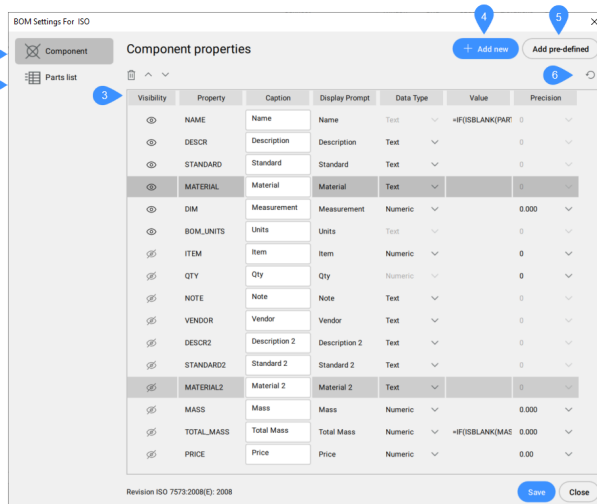 BOM Settings For ISO
4
5
Component
Component properties
+ Add new
Add pre-defined
Parts list
6
3
Visibility Property Caption Display Prompt Data Type Value Precision
NAME Name Name Text =IF(ISBLANK(PART 0
DESCR Description Description Text 0
STANDARD Standard Standard Text 0
MATERIAL Material Material Text 0
DIM Measurement Measurement Numeric 0.000
BOM_UNITS Units Units Text 0
ITEM Item Item Numeric 0
QTY Qty Qty Numeric 0
NOTE Note Note Text 0
VENDOR Vendor Vendor Text 0
DESCR2 Description 2 Description 2 Text 0
STANDARD2 Standard 2 Standard 2 Text 0
MATERIAL2 Material 2 Material 2 Text 0
MASS Mass Mass Numeric 0.000
TOTAL_MASS Total Mass Total Mass Numeric =IF(ISBLANK(MAS 0.000
PRICE Price Price Numeric 0.00
Revision ISO 7573:2008(E): 2008
Save
Close